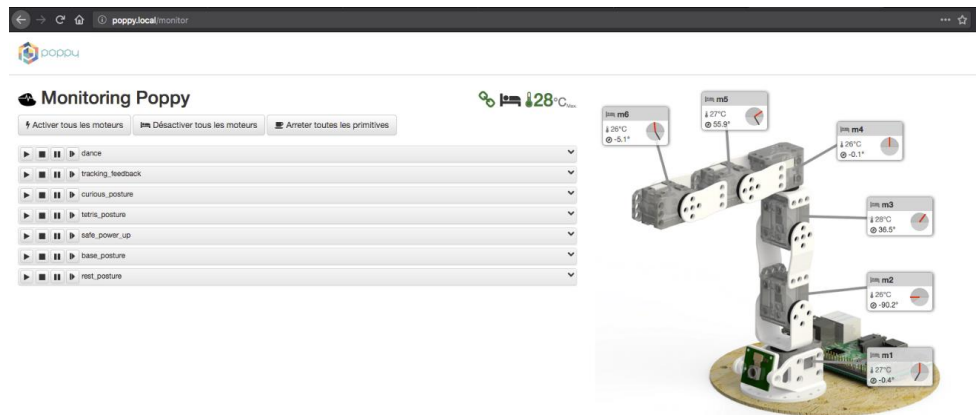 poppy.local/monitor
poppy
Monitoring Poppy
28°C Max.
Activer tous les moteurs
Désactiver tous les moteurs
Arreter toutes les primitives
dance
tracking_feedback
curious_posture
tetris_posture
safe_power_up
base_posture
rest_posture
m6
26°C
-5.1°
m5
27°C
55.9°
m4
26°C
-0.1°
m3
28°C
36.5°
m2
26°C
-90.2°
m1
27°C
-0.4°